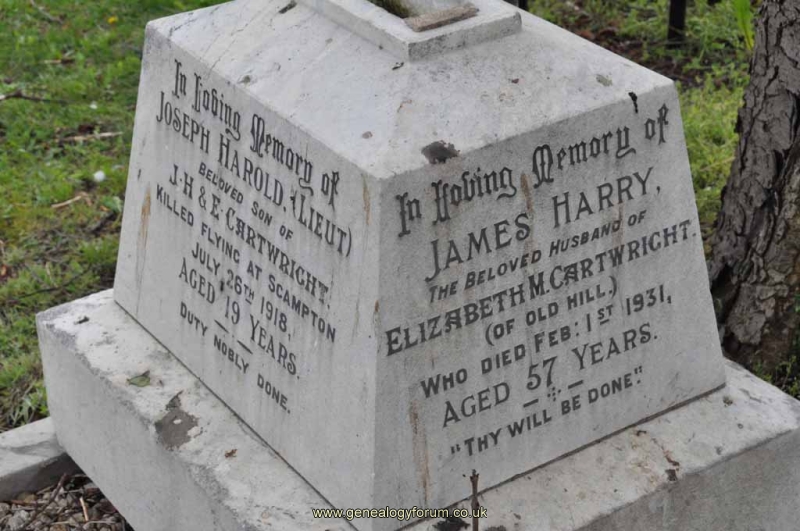 In Loving Memory of
JOSEPH HAROLD, (LIEUT)
BELOVED SON OF
J.H & E. CARTWRIGHT.
KILLED FLYING AT SCAMPTON
JULY 26TH 1918,
AGED 19 YEARS.
DUTY NOBLY DONE.
In Loving Memory of
JAMES HARRY,
THE BELOVED HUSBAND OF
ELIZABETH M. CARTWRIGHT.
(OF OLD HILL.)
WHO DIED FEB: 1ST 1931,
AGED 57 YEARS.
"THY WILL BE DONE".
www.genealogyforum.co.uk